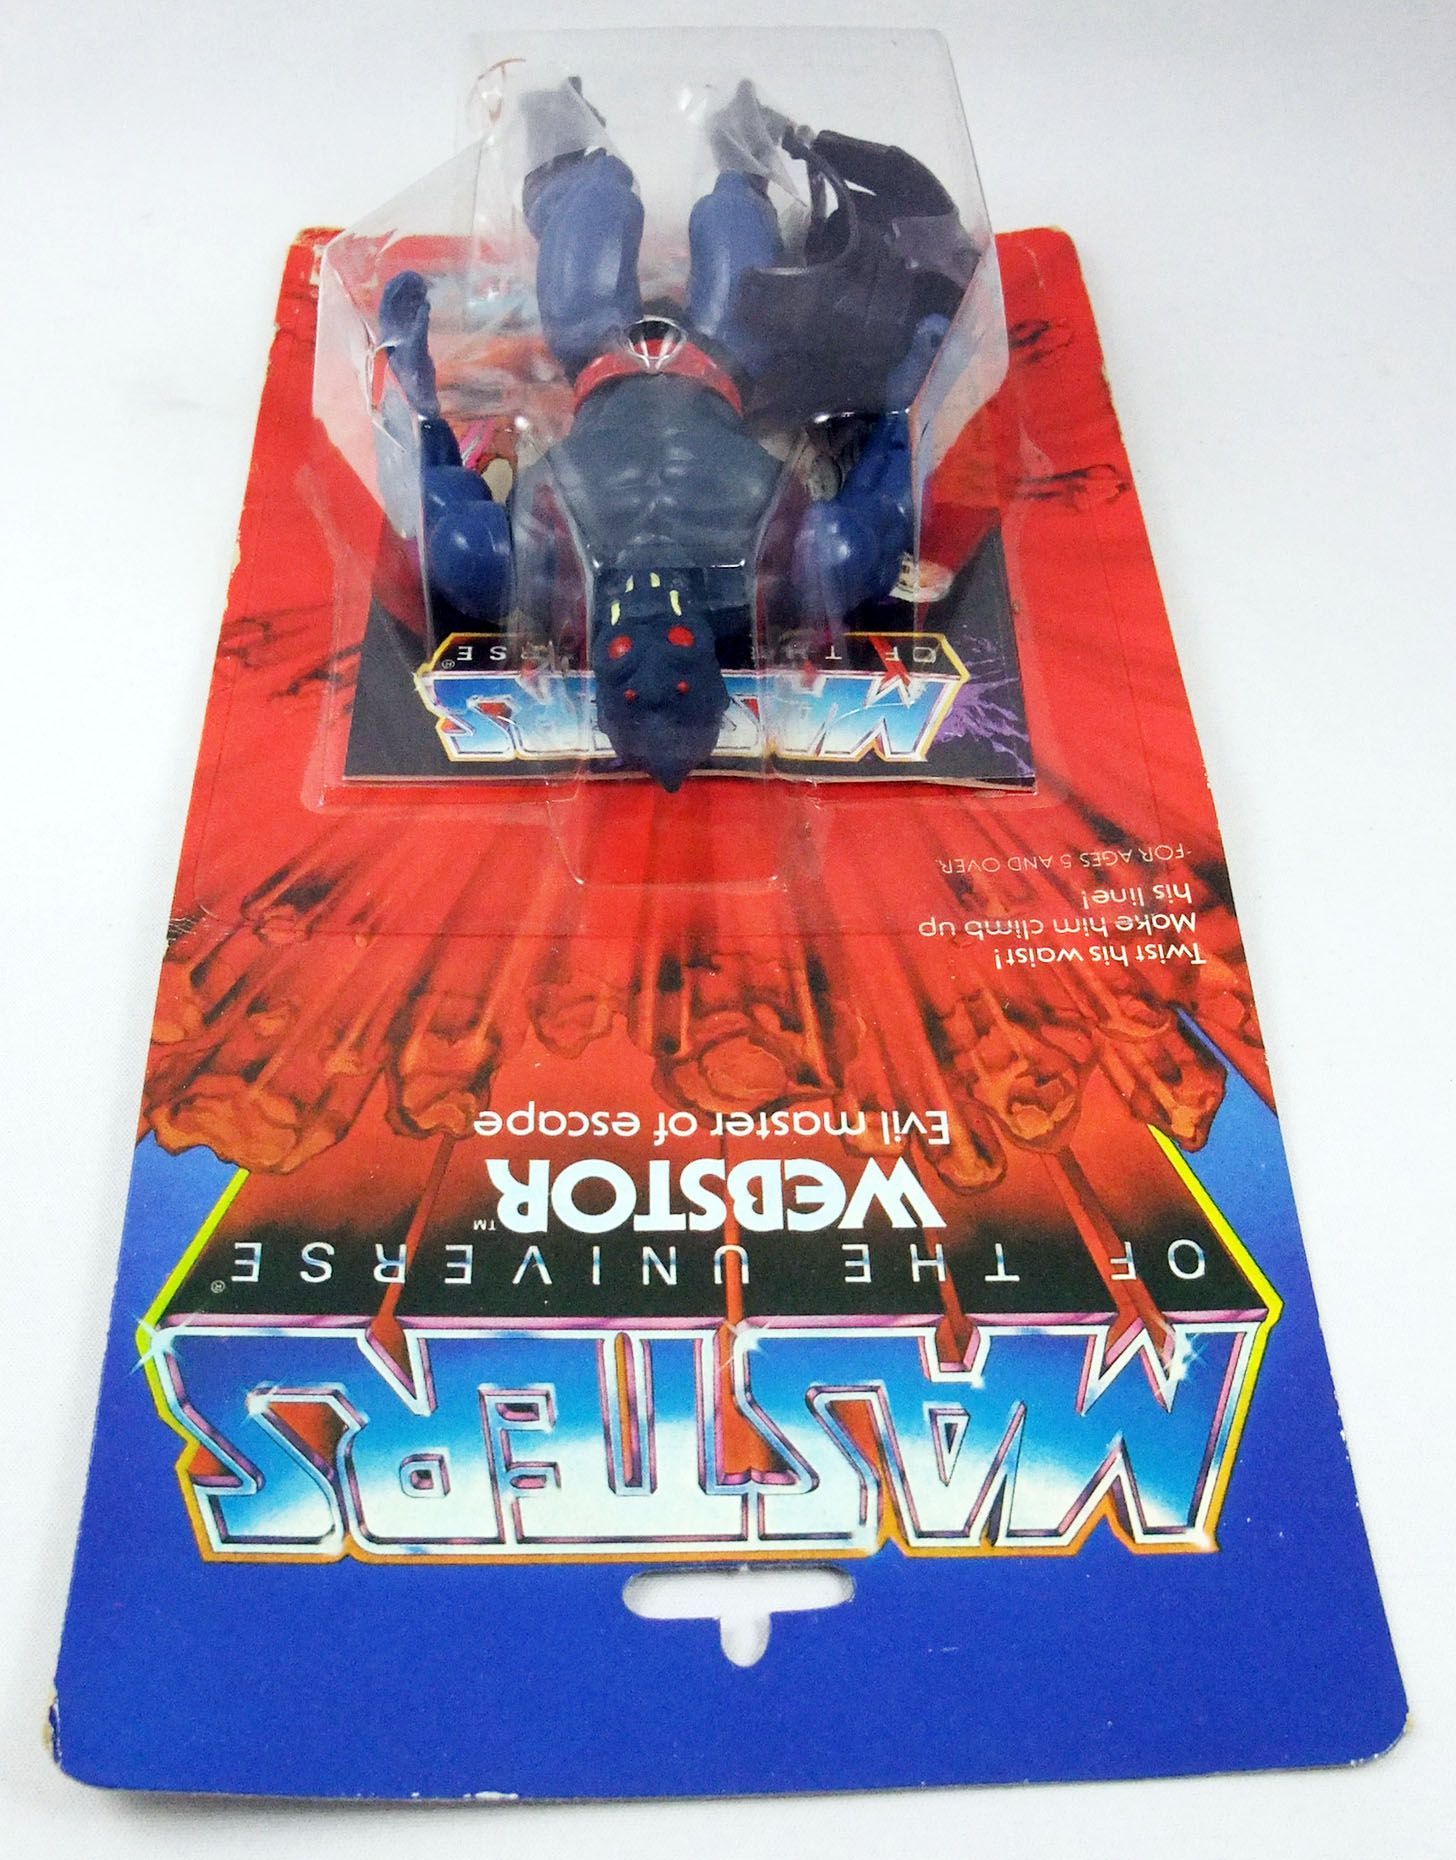 MASTERS
OF THE UNIVERSE®
WEBSTOR™
Evil master of escape
Twist his waist!
Make him climb up
his line!
*FOR AGES 5 AND OVER.
MASTERS
OF THE
RSE®